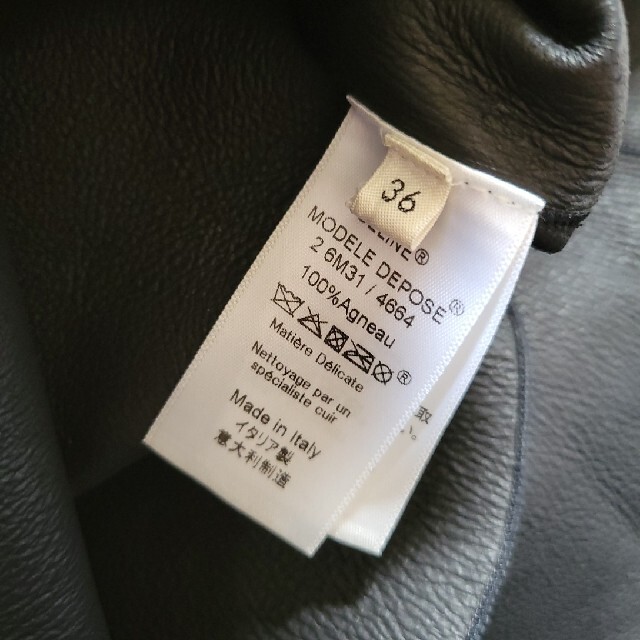 36
ELINE®
MODELE DEPOSE®
2 6M31 / 4664
100%Agneau
Matière Délicate
Nettoyage par un
spécialiste cuir
Made in Italy
イタリア製
意大利制造